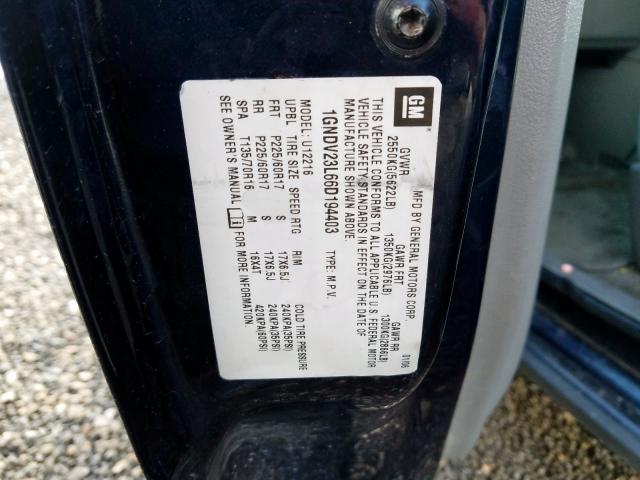 GM
MFD BY GENERAL MOTORS CORP. 01/06
GVWR GAWR FRT GAWR RR
2550KG(5622LB) 1350KG(2976LB) 1300KG(2866LB)
THIS VEHICLE CONFORMS TO ALL APPLICABLE U.S. FEDERAL MOTOR
VEHICLE SAFETY STANDARDS IN EFFECT ON THE DATE OF
MANUFACTURE SHOWN ABOVE.
1GNDV23L66D194403 TYPE: M.P.V.
MODEL: U12216
UPBL TIRE SIZE SPEED RTG RIM COLD TIRE PRESSURE
FRT P225/60R17 S 17X6.5J 240KPA(35PSI)
RR P225/60R17 S 17X6.5J 240KPA(35PSI)
SPA T135/70R16 M 16X4T 420KPA(60PSI)
SEE OWNER'S MANUAL FOR MORE INFORMATION.